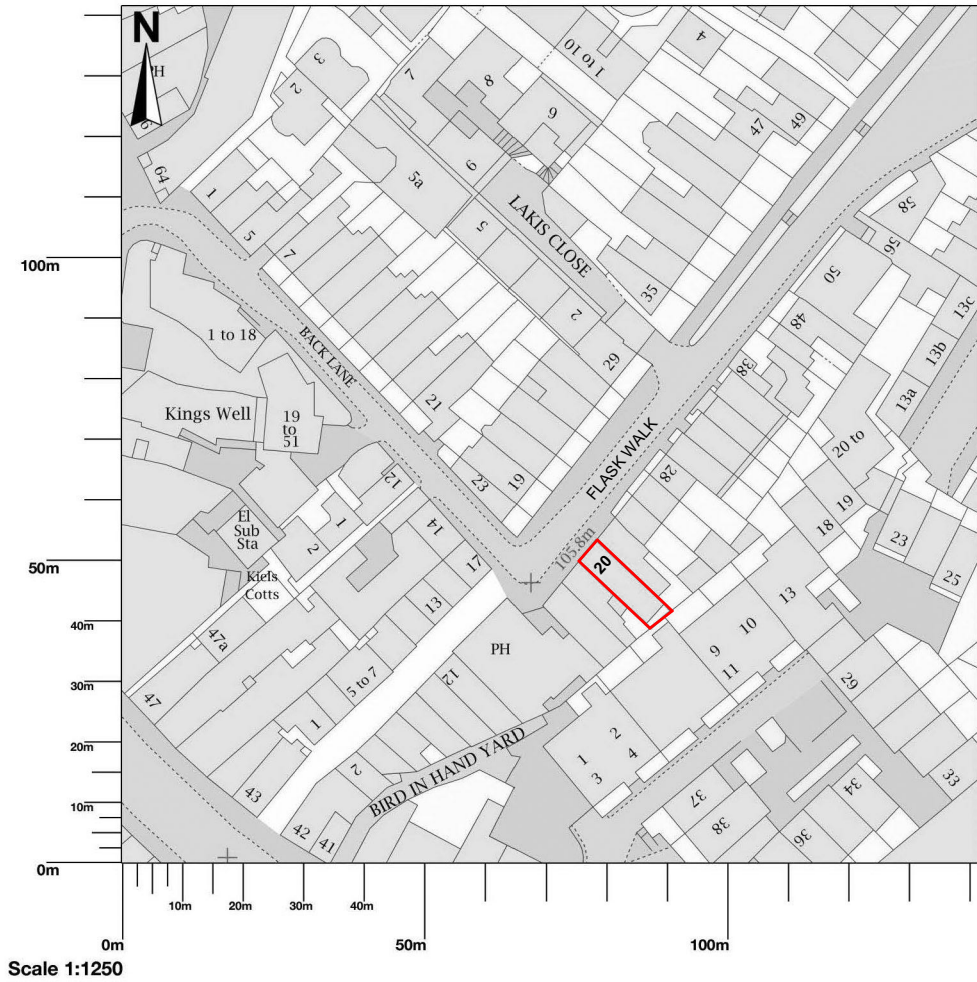 N
PH
6
64
1
5
7
2
3
7
8
9
1 to 10
4
47
49
5a
6
5
LAKIS CLOSE
2
29
35
58
56
50
48
38
13c
13b
13a
100m
1 to 18
BACK LANE
Kings Well
19
to
51
21
23
19
FLASK WALK
28
20 to
19
18
23
25
12
1
2
El
Sub
Sta
Kiels
Cotts
14
17
13
105.8m
20
50m
40m
30m
20m
10m
0m
47a
47
5 to 7
1
43
12
PH
2
42
41
BIRD IN HAND YARD
9
10
11
13
1
2
3
4
29
37
38
34
36
33
10m
20m
30m
40m
0m
50m
100m
Scale 1:1250